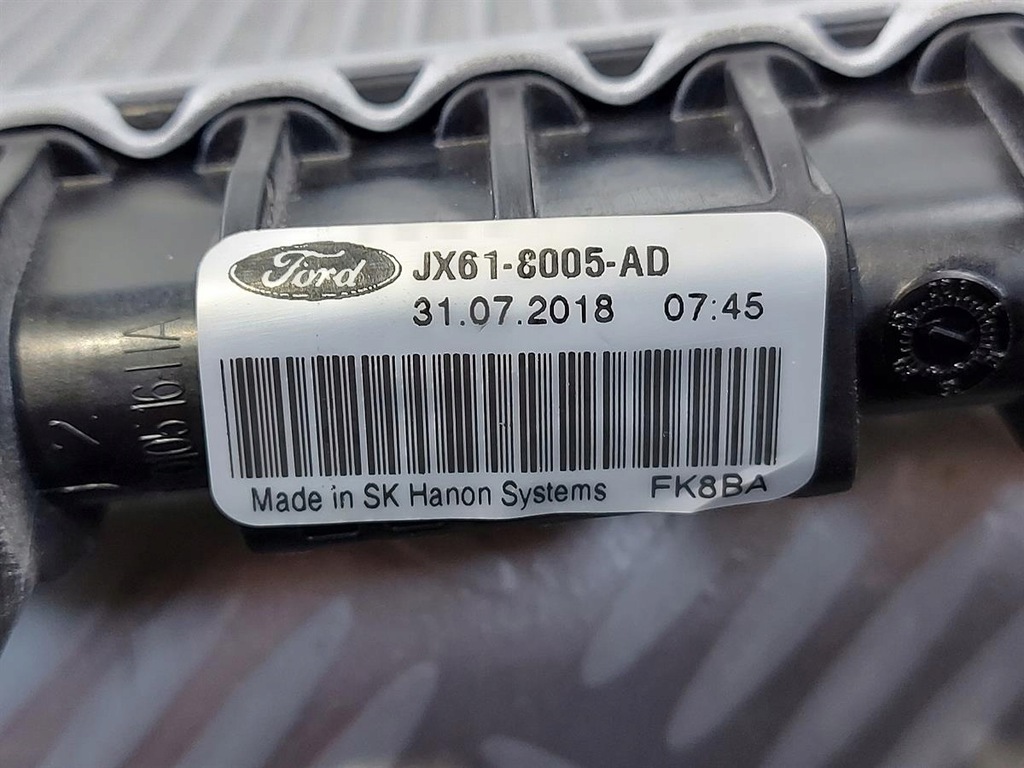 Ford JX61-8005-AD
31.07.2018 07:45
Made in SK Hanon Systems FK8BA